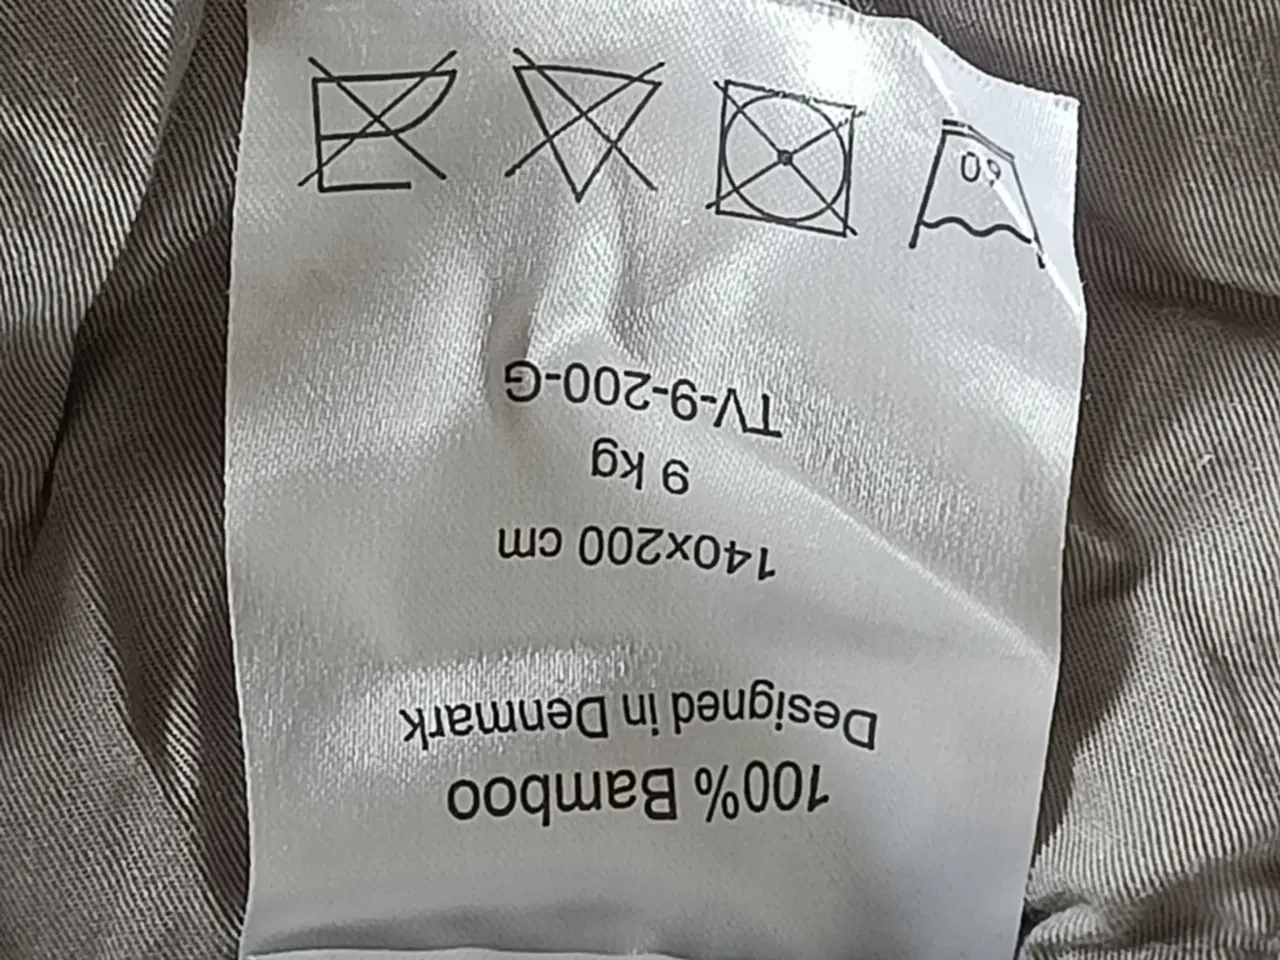 100% Bamboo
Designed in Denmark
140x200 cm
9 kg
TV-9-200-G
60